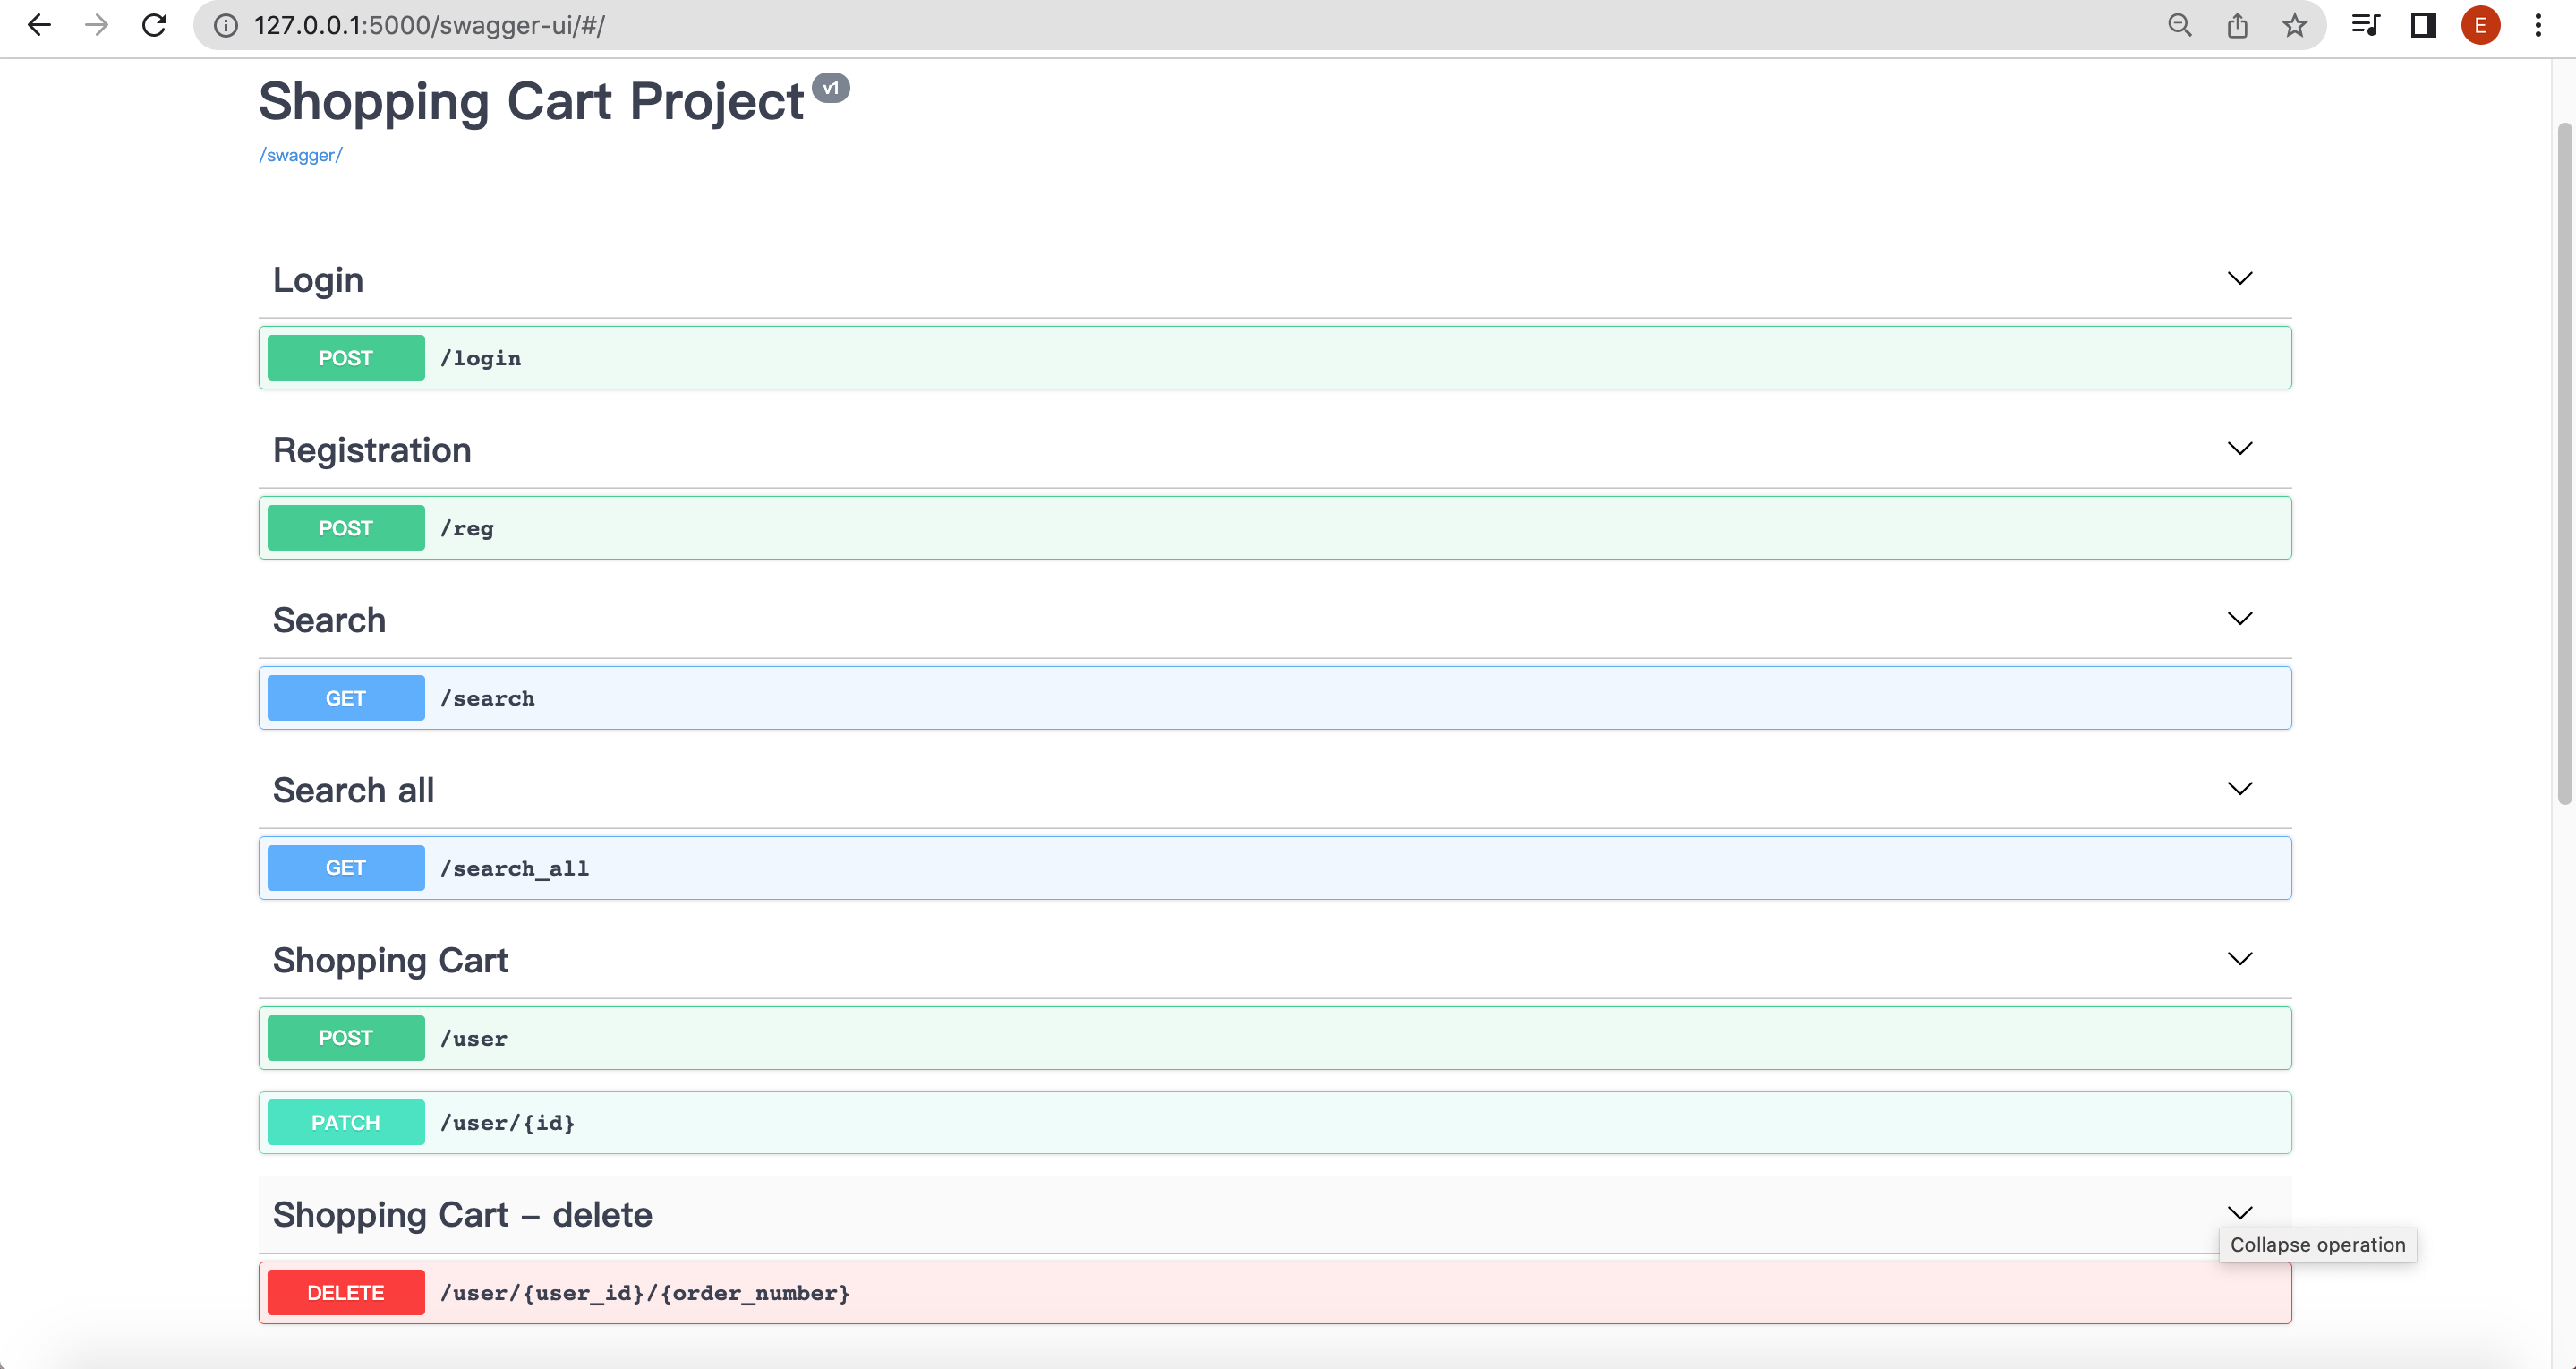 127.0.0.1:5000/swagger-ui/#/
E
Shopping Cart Project v1
/swagger/
Login
POST /login
Registration
POST /reg
Search
GET /search
Search all
GET /search_all
Shopping Cart
POST /user
PATCH /user/{id}
Shopping Cart – delete
Collapse operation
DELETE /user/{user_id}/{order_number}